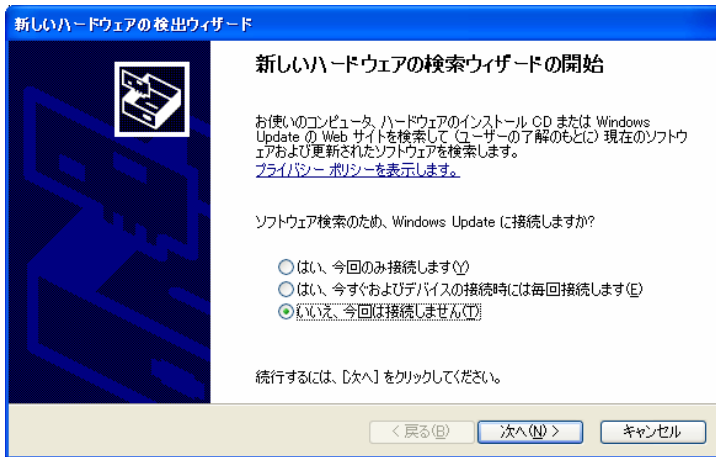 新しいハードウェアの検出ウィザード
新しいハードウェアの検索ウィザードの開始
お使いのコンピュータ、ハードウェアのインストール CD または Windows
Update の Web サイトを検索して (ユーザーの了解のもとに) 現在のソフトウ
ェアおよび更新されたソフトウェアを検索します。
プライバシー ポリシーを表示します。
ソフトウェア検索のため、Windows Update に接続しますか?
はい、今回のみ接続します(Y)
はい、今すぐおよびデバイスの接続時には毎回接続します(E)
いいえ、今回は接続しません(T)
続行するには、[次へ] をクリックしてください。
< 戻る(B)
次へ(N) >
キャンセル